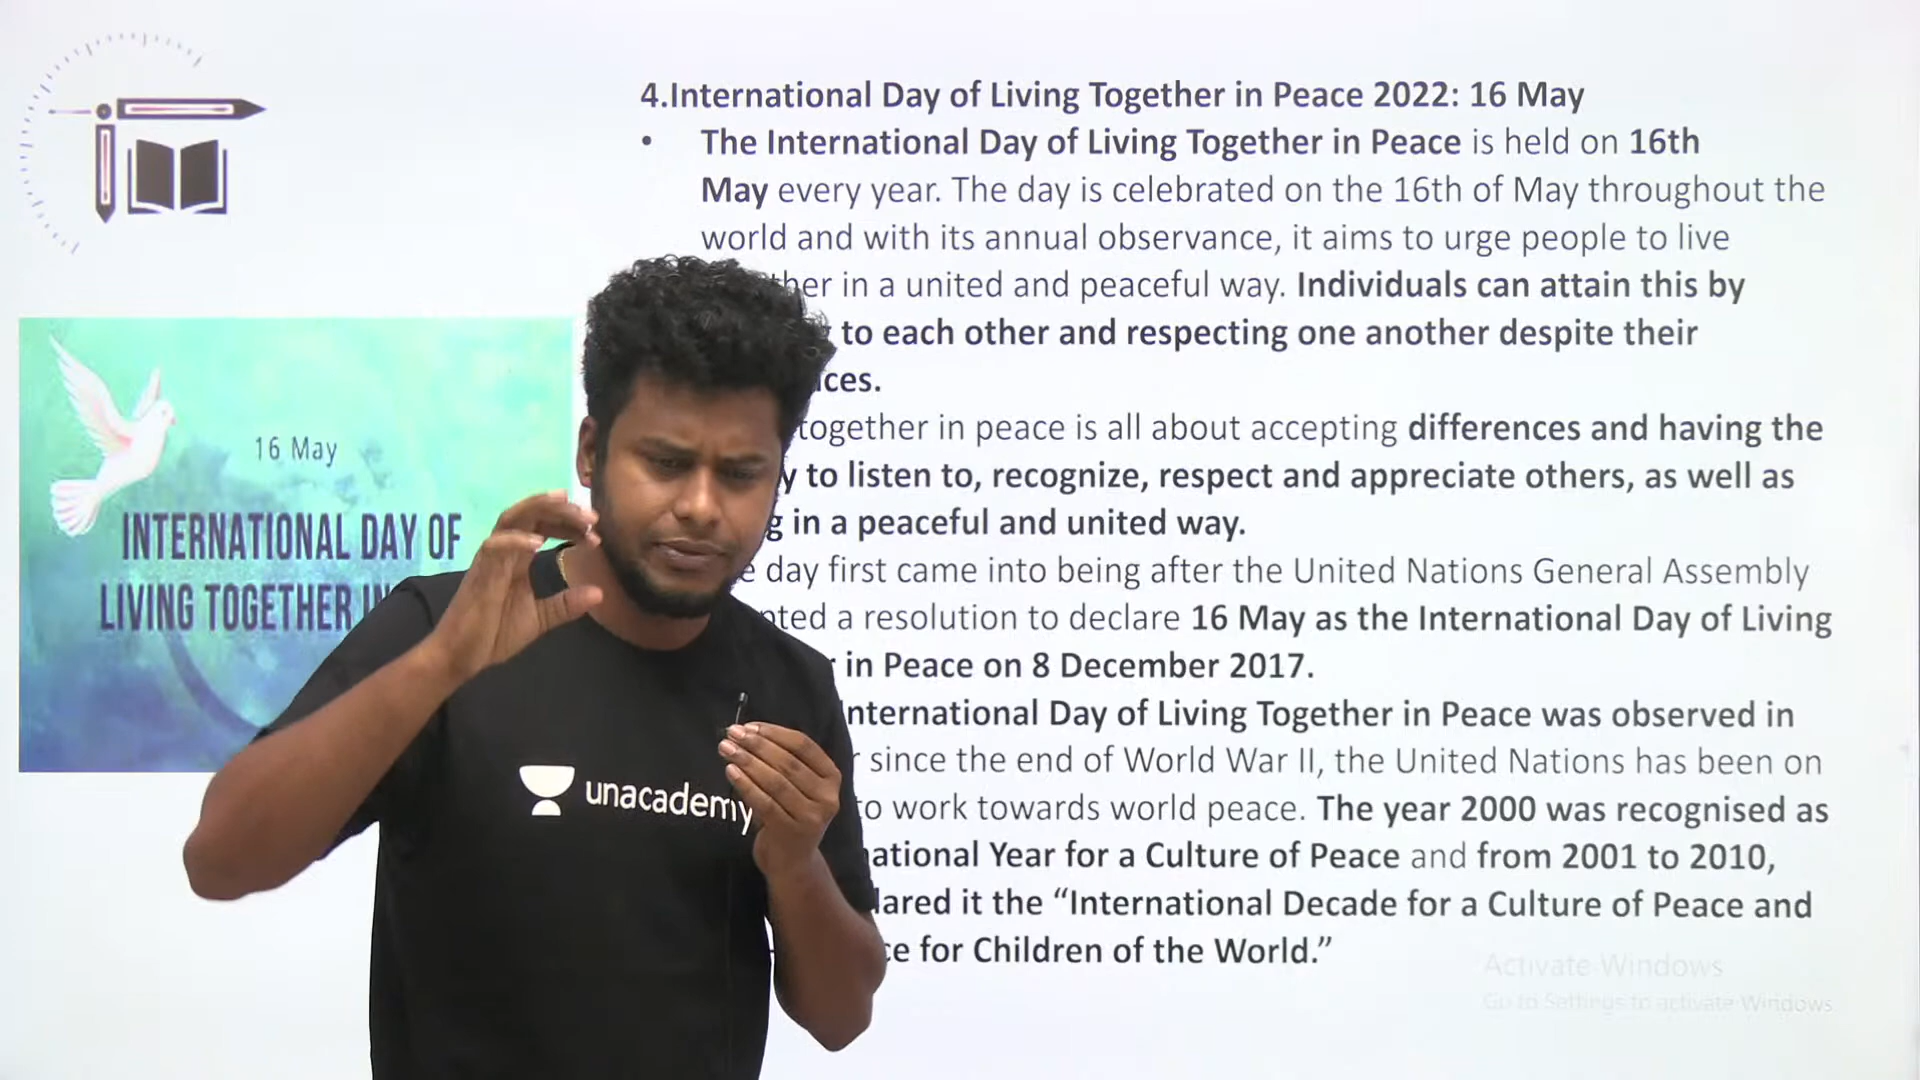 4.International Day of Living Together in Peace 2022: 16 May
• The International Day of Living Together in Peace is held on 16th
May every year. The day is celebrated on the 16th of May throughout the
world and with its annual observance, it aims to urge people to live
in a united and peaceful way. Individuals can attain this by
to each other and respecting one another despite their
together in peace is all about accepting differences and having the
to listen to, recognize, respect and appreciate others, as well as
in a peaceful and united way.
day first came into being after the United Nations General Assembly
a resolution to declare 16 May as the International Day of Living
in Peace on 8 December 2017.
International Day of Living Together in Peace was observed in
since the end of World War II, the United Nations has been on
to work towards world peace. The year 2000 was recognised as
Year for a Culture of Peace and from 2001 to 2010,
it the “International Decade for a Culture of Peace and
for Children of the World.”
16 May
INTERNATIONAL DAY OF
LIVING TOGETHER IN
unacademy
Activate Windows
Go to Settings to activate Windows.